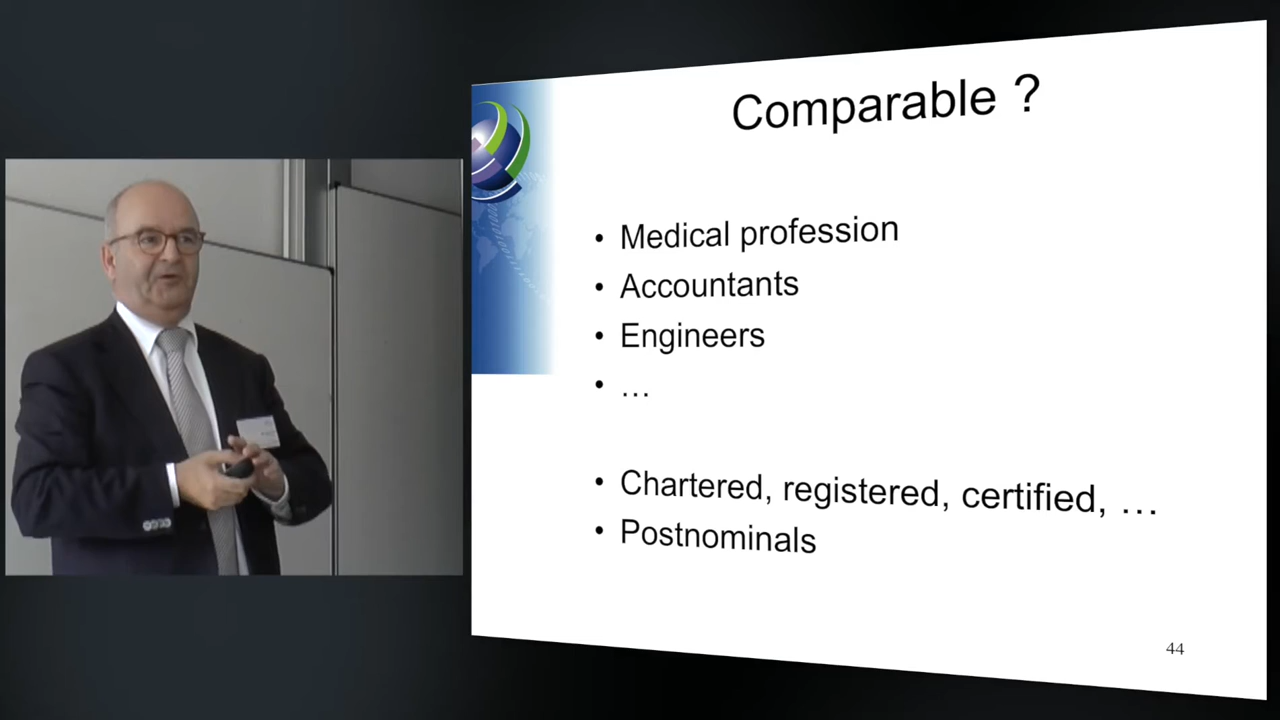 Comparable ?
• Medical profession
• Accountants
• Engineers
• …
• Chartered, registered, certified, …
• Postnominals
44